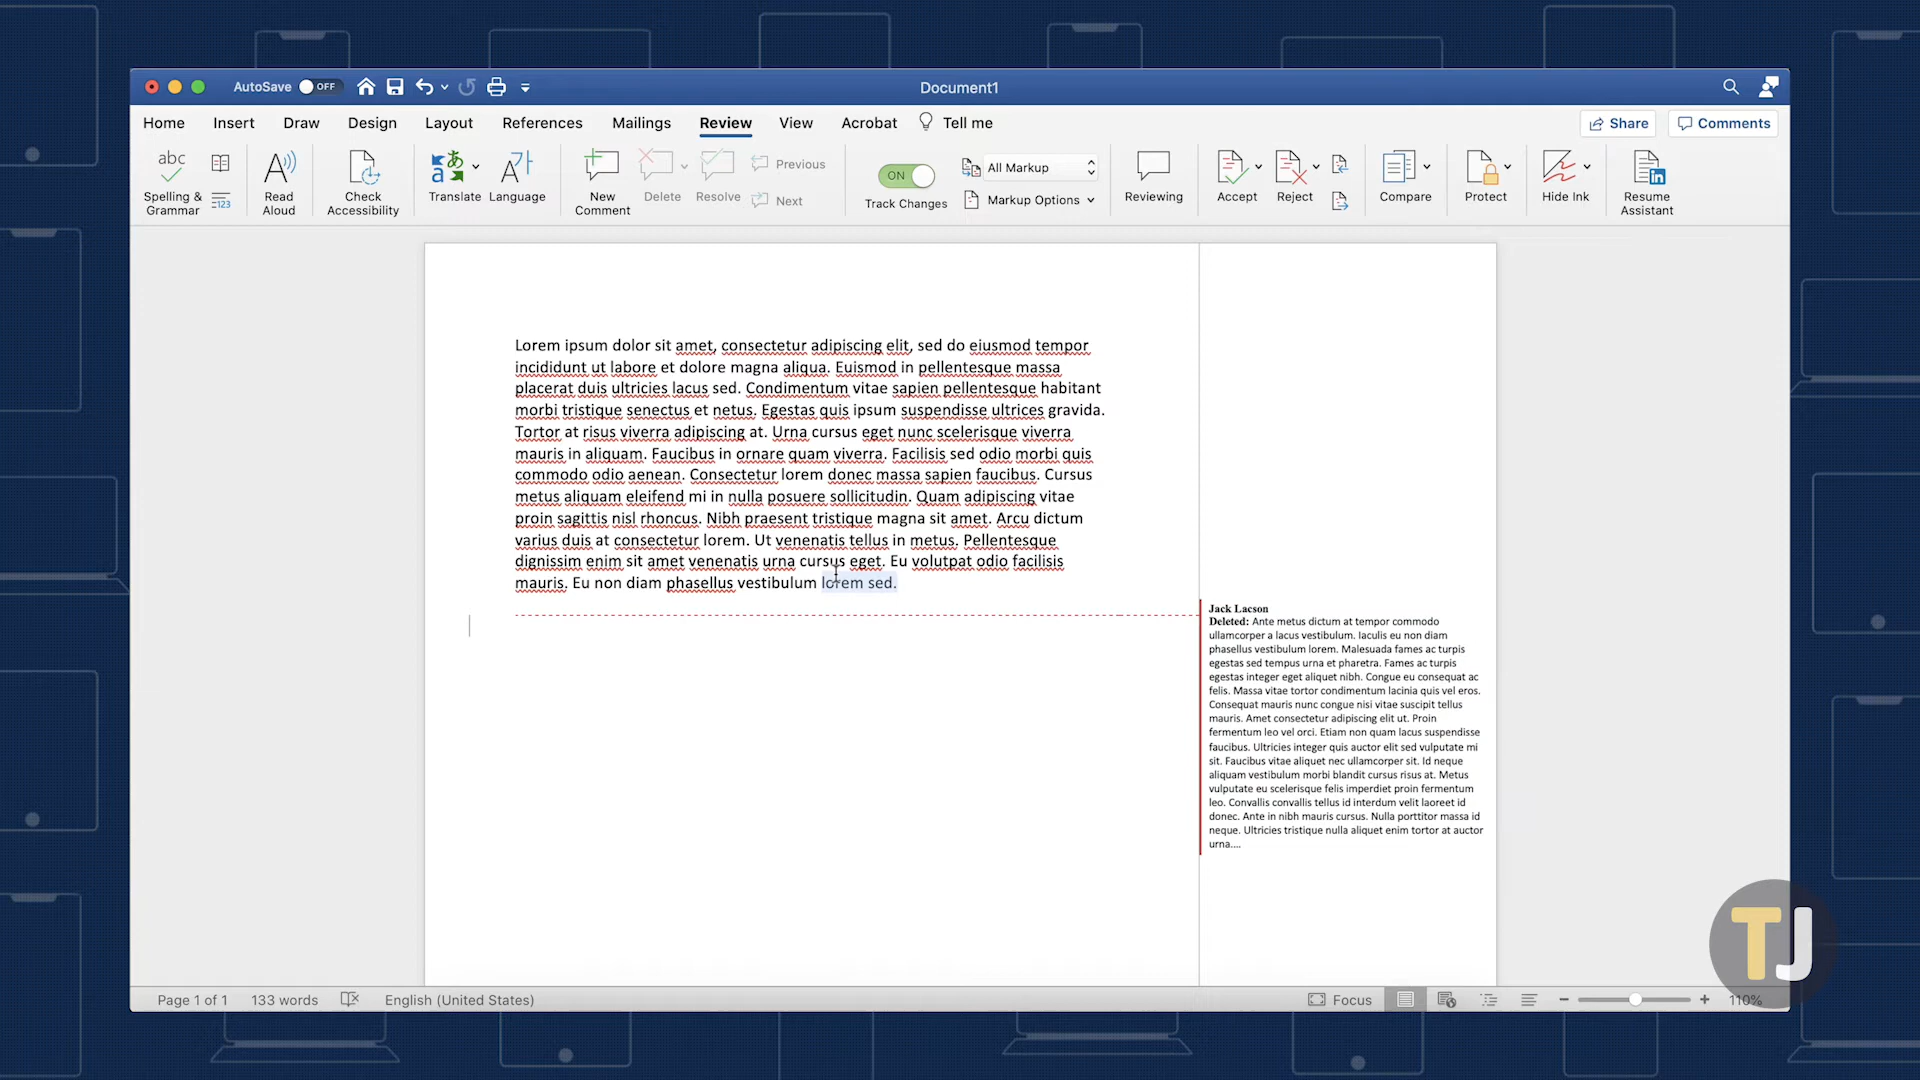 AutoSave OFF
Document1
Home Insert Draw Design Layout References Mailings Review View Acrobat Tell me
Share Comments
abc
Spelling & Grammar
123
Read Aloud
Check Accessibility
Translate
Language
New Comment
Delete
Resolve
Previous
Next
ON
Track Changes
All Markup
Markup Options
Reviewing
Accept
Reject
Compare
Protect
Hide Ink
Resume Assistant
Lorem ipsum dolor sit amet, consectetur adipiscing elit, sed do eiusmod tempor
incididunt ut labore et dolore magna aliqua. Euismod in pellentesque massa
placerat duis ultricies lacus sed. Condimentum vitae sapien pellentesque habitant
morbi tristique senectus et netus. Egestas quis ipsum suspendisse ultrices gravida.
Tortor at risus viverra adipiscing at. Urna cursus eget nunc scelerisque viverra
mauris in aliquam. Faucibus in ornare quam viverra. Facilisis sed odio morbi quis
commodo odio aenean. Consectetur lorem donec massa sapien faucibus. Cursus
metus aliquam eleifend mi in nulla posuere sollicitudin. Quam adipiscing vitae
proin sagittis nisl rhoncus. Nibh praesent tristique magna sit amet. Arcu dictum
varius duis at consectetur lorem. Ut venenatis tellus in metus. Pellentesque
dignissim enim sit amet venenatis urna cursus eget. Eu volutpat odio facilisis
mauris. Eu non diam phasellus vestibulum lorem sed.
Jack Lacson
Deleted: Ante metus dictum at tempor commodo
ullamcorper a lacus vestibulum. Iaculis eu non diam
phasellus vestibulum lorem. Malesuada fames ac turpis
egestas sed tempus urna et pharetra. Fames ac turpis
egestas integer eget aliquet nibh. Congue eu consequat ac
felis. Massa vitae tortor condimentum lacinia quis vel eros.
Consequat mauris nunc congue nisi vitae suscipit tellus
mauris. Amet consectetur adipiscing elit ut. Proin
fermentum leo vel orci. Etiam non quam lacus suspendisse
faucibus. Ultricies integer quis auctor elit sed vulputate mi
sit. Faucibus vitae aliquet nec ullamcorper sit. Id neque
aliquam vestibulum morbi blandit cursus risus at. Metus
vulputate eu scelerisque felis imperdiet proin fermentum
leo. Convallis convallis tellus id interdum velit laoreet id
donec. Ante in nibh mauris cursus. Nulla porttitor massa id
neque. Ultricies tristique nulla aliquet enim tortor at auctor
urna....
TJ
Page 1 of 1 133 words English (United States) Focus 110%